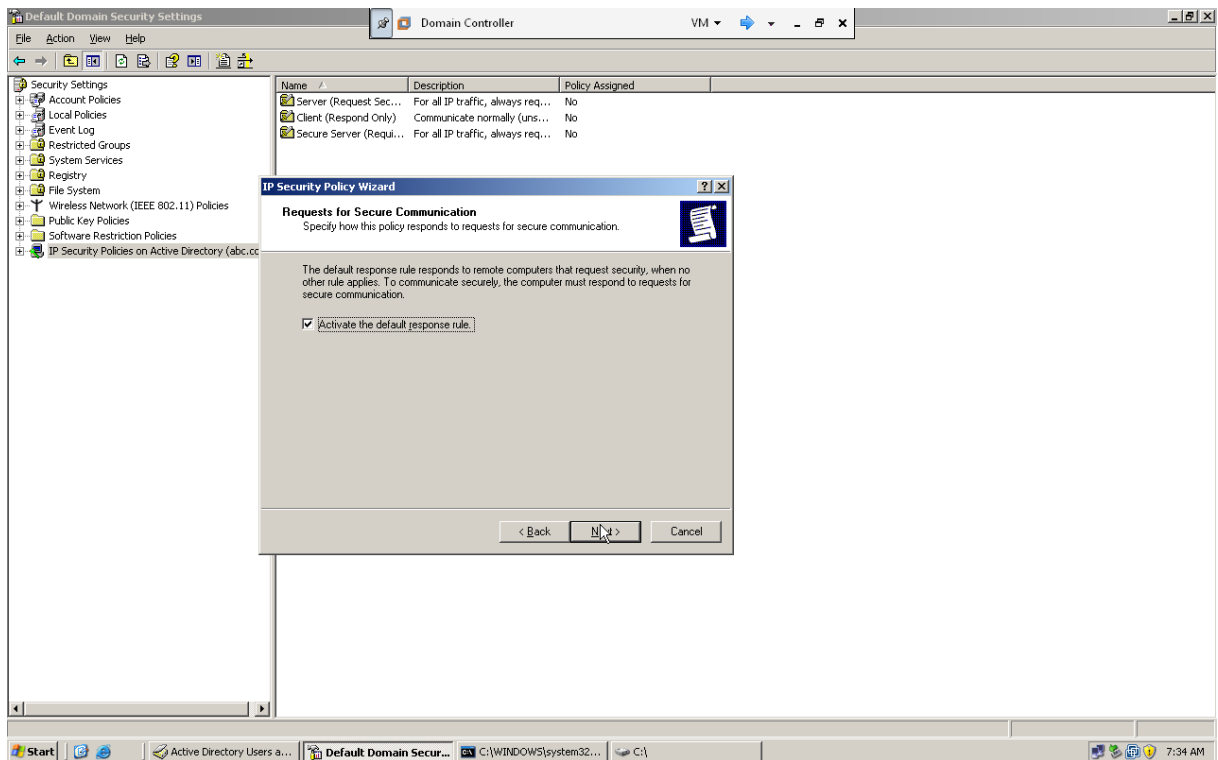 Default Domain Security Settings
Domain Controller
VM
File Action View Help
Security Settings
Account Policies
Local Policies
Event Log
Restricted Groups
System Services
Registry
File System
Wireless Network (IEEE 802.11) Policies
Public Key Policies
Software Restriction Policies
IP Security Policies on Active Directory (abc.cc
Name Description Policy Assigned
Server (Request Sec... For all IP traffic, always req... No
Client (Respond Only) Communicate normally (uns... No
Secure Server (Requi... For all IP traffic, always req... No
IP Security Policy Wizard
Requests for Secure Communication
Specify how this policy responds to requests for secure communication.
The default response rule responds to remote computers that request security, when no
other rule applies. To communicate securely, the computer must respond to requests for
secure communication.
Activate the default response rule.
< Back Next > Cancel
Start Active Directory Users a... Default Domain Secur... C:\WINDOWS\system32... C:\ 7:34 AM